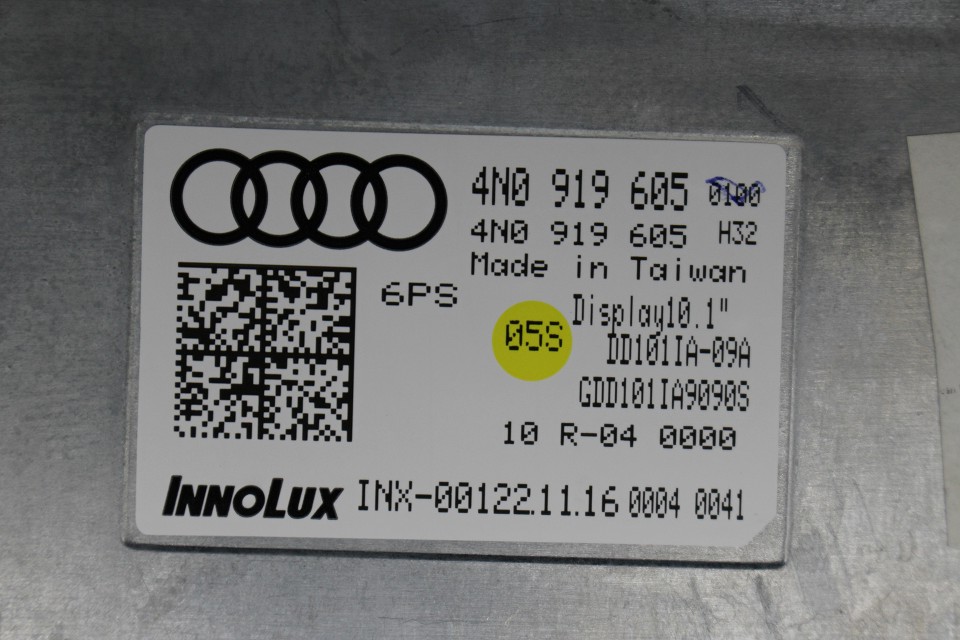 4N0 919 605 0100
4N0 919 605 H32
Made in Taiwan
6PS
Display10.1"
05S
DD101IA-09A
GDD101IA9090S
10 R-04 0000
INNOLUX INX-00122.11.16 0004 0041